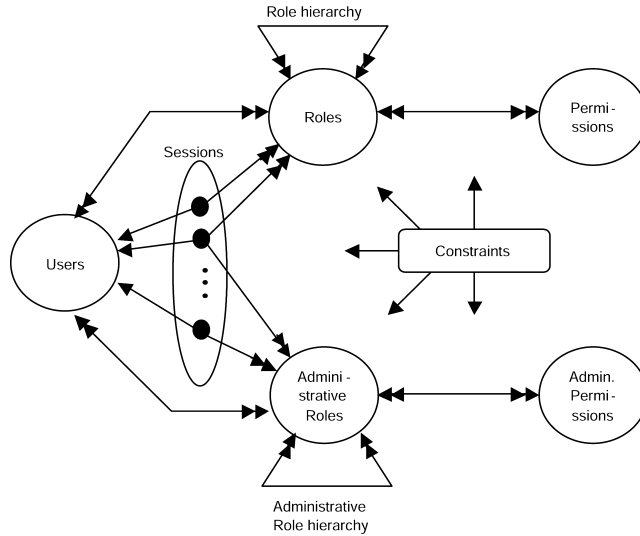 Role hierarchy
Roles
Permi-
ssions
Sessions
Users
Constraints
Admini-
strative
Roles
Admin.
Permi-
ssions
Administrative
Role hierarchy